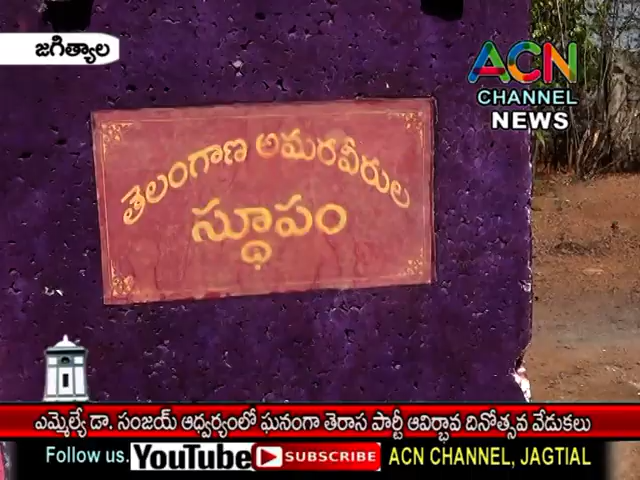 జగిత్యాల
ACN
CHANNEL
NEWS
తెలంగాణ అమరవీరుల
స్థూపం
ఎమ్మెల్యే డా. సంజయ్ ఆధ్వర్యంలో ఘనంగా తెరాస పార్టీ ఆవిర్భావ దినోత్సవ వేడుకలు
Follow us. YouTube SUBSCRIBE ACN CHANNEL, JAGTIAL